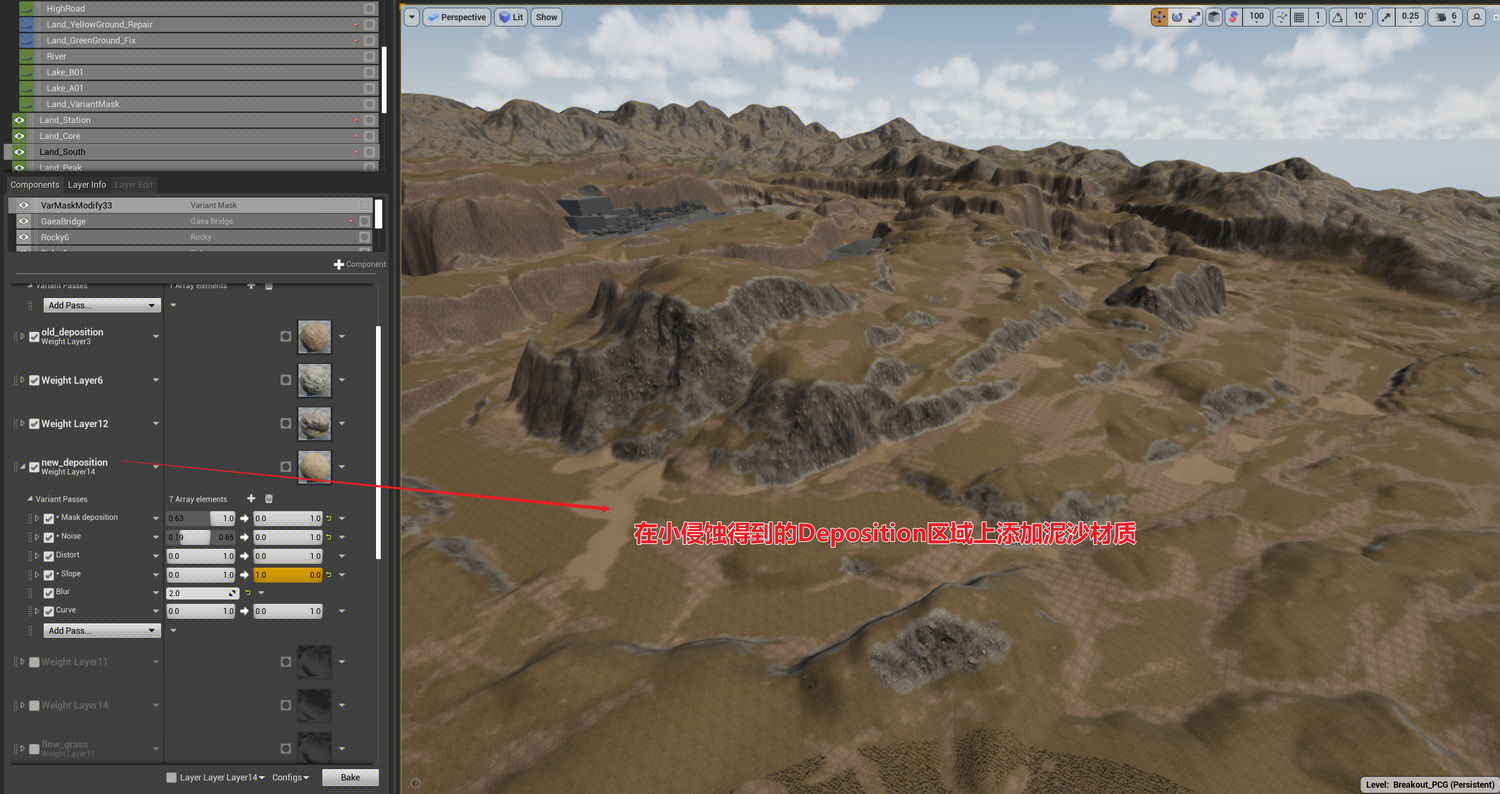 HighRoad
Land_YellowGround_Repair
Land_GreenGround_Fix
River
Lake_B01
Lake_A01
Land_VariantMask
Land_Station
Land_Core
Land_South
Land_Peak
Components Layer Info Layer Edit
VarMaskModify33 Variant Mask
GaeaBridge Gaea Bridge
Rocky6 Rocky
Component
Variant Passes 1 Array elements
Add Pass...
old_deposition
Weight Layer3
Weight Layer6
Weight Layer12
new_deposition
Weight Layer14
Variant Passes 7 Array elements
* Mask deposition 0.63 1.0 0.0 1.0
* Noise 0.19 0.65 0.0 1.0
Distort 0.0 1.0 0.0 1.0
* Slope 0.0 1.0 1.0 0.0
Blur 2.0
Curve 0.0 1.0 0.0 1.0
Add Pass...
Weight Layer11
Weight Layer14
flow_grass
Weight Layer11
Layer Layer Layer14 Configs Bake
Perspective Lit Show
100 1 10° 0.25 6
在小侵蚀得到的Deposition区域上添加泥沙材质
Level: Breakout_PCG (Persistent)